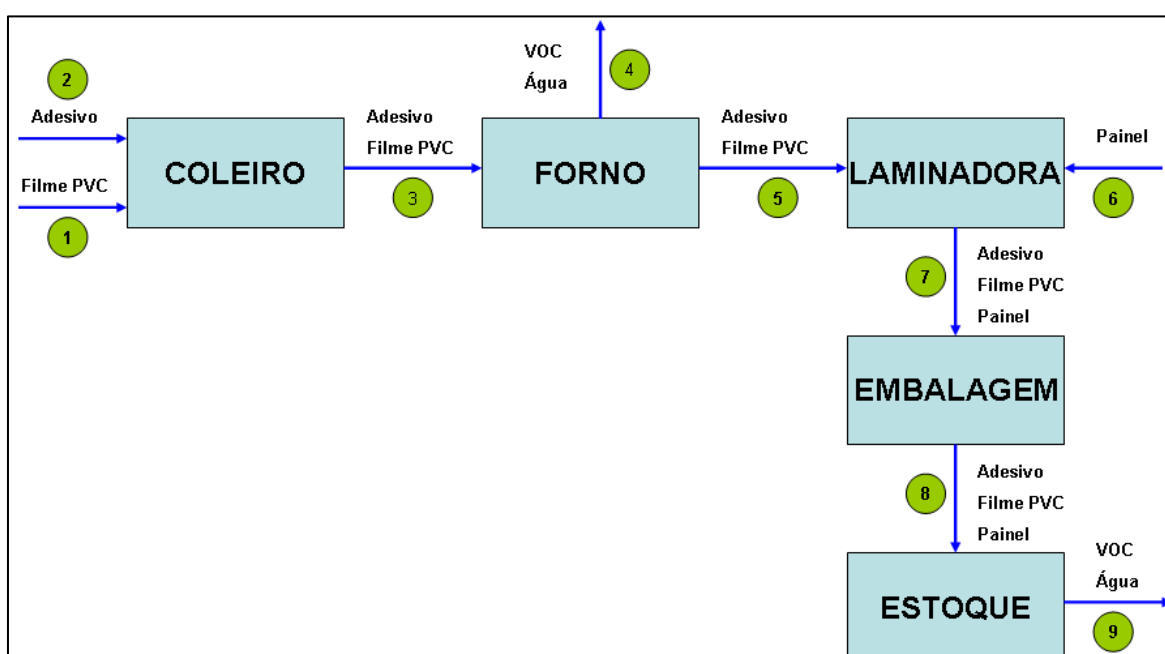 VOC
Água
4
2
Adesivo
Filme PVC
1
COLEIRO
Adesivo
Filme PVC
3
FORNO
Adesivo
Filme PVC
5
LAMINADORA
Painel
6
7
Adesivo
Filme PVC
Painel
EMBALAGEM
8
Adesivo
Filme PVC
Painel
ESTOQUE
VOC
Água
9